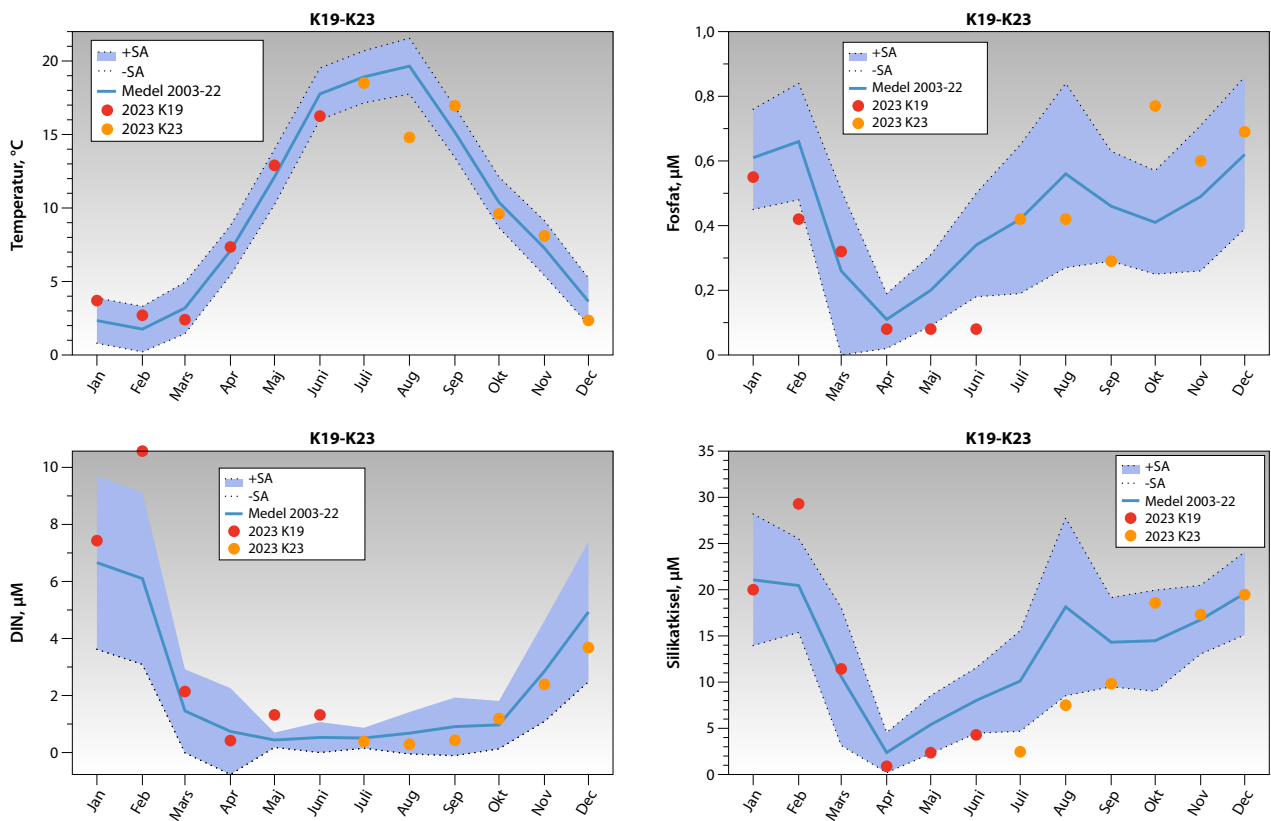 K19-K23
Temperatur, °C
20
15
10
5
0
+SA
-SA
Medel 2003-22
2023 K19
2023 K23
Jan
Feb
Mars
Apr
Maj
Juni
Juli
Aug
Sep
Okt
Nov
Dec
K19-K23
Fosfat, µM
1,0
0,8
0,6
0,4
0,2
0
+SA
-SA
Medel 2003-22
2023 K19
2023 K23
Jan
Feb
Mars
Apr
Maj
Juni
Juli
Aug
Sep
Okt
Nov
Dec
K19-K23
DIN, µM
10
8
6
4
2
0
+SA
-SA
Medel 2003-22
2023 K19
2023 K23
Jan
Feb
Mars
Apr
Maj
Juni
Juli
Aug
Sep
Okt
Nov
Dec
K19-K23
Silikatkisel, µM
35
30
25
20
15
10
5
0
+SA
-SA
Medel 2003-22
2023 K19
2023 K23
Jan
Feb
Mars
Apr
Maj
Juni
Juli
Aug
Sep
Okt
Nov
Dec